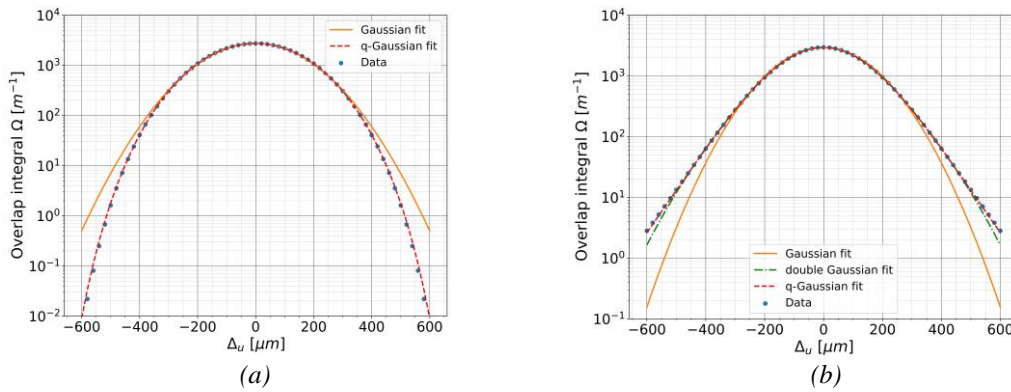 10^4
10^3
10^2
10^1
10^0
10^-1
10^-2
Overlap integral Ω [m^-1]
Gaussian fit
q-Gaussian fit
Data
−600 −400 −200 0 200 400 600
Δ_u [μm]
(a)
10^4
10^3
10^2
10^1
10^0
10^-1
Overlap integral Ω [m^-1]
Gaussian fit
double Gaussian fit
q-Gaussian fit
Data
−600 −400 −200 0 200 400 600
Δ_u [μm]
(b)